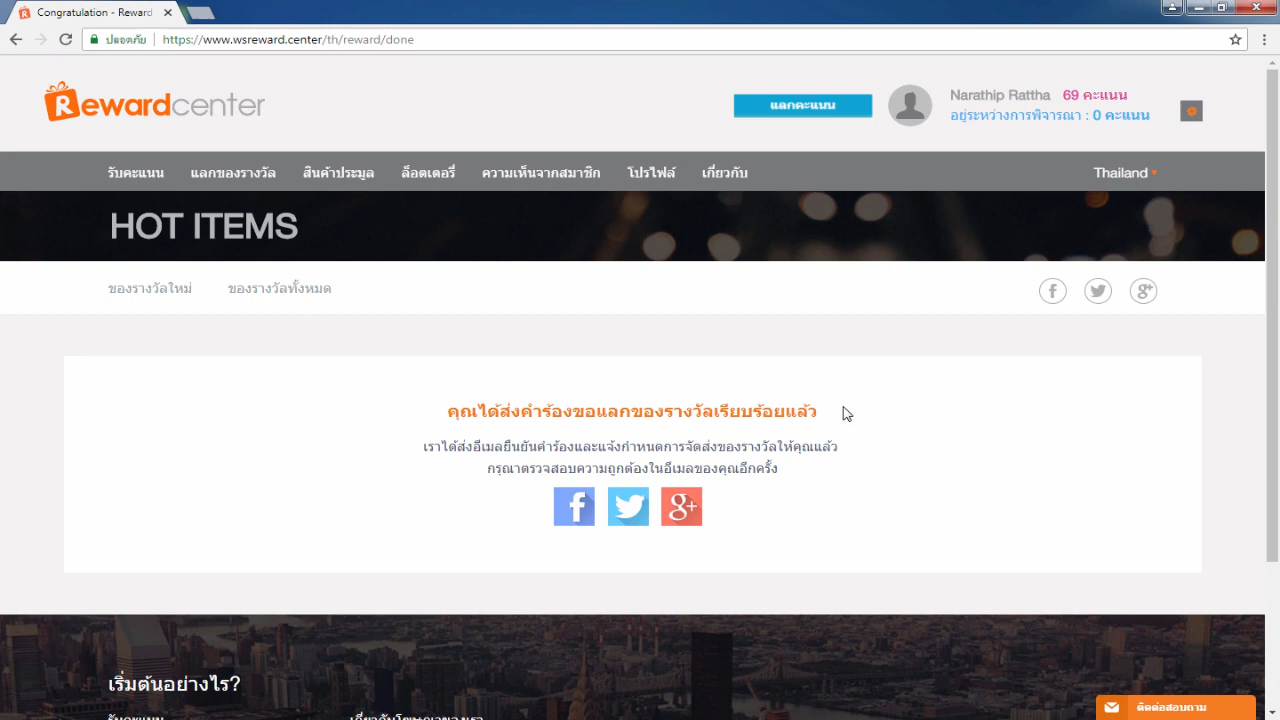 Congratulation - Reward
ปลอดภัย
https://www.wsreward.center/th/reward/done
Rewardcenter
แลกคะแนน
Narathip Rattha 69 คะแนน
อยู่ระหว่างการพิจารณา : 0 คะแนน
รับคะแนน แลกของรางวัล สินค้าประมูล ล็อตเตอรี่ ความเห็นจากสมาชิก โปรไฟล์ เกี่ยวกับ Thailand
HOT ITEMS
ของรางวัลใหม่ ของรางวัลทั้งหมด
คุณได้ส่งคำร้องขอแลกของรางวัลเรียบร้อยแล้ว
เราได้ส่งอีเมลยืนยันคำร้องและแจ้งกำหนดการจัดส่งของรางวัลให้คุณแล้ว
กรุณาตรวจสอบความถูกต้องในอีเมลของคุณอีกครั้ง
เริ่มต้นอย่างไร?
รับคะแนน
ติดต่อสอบถาม